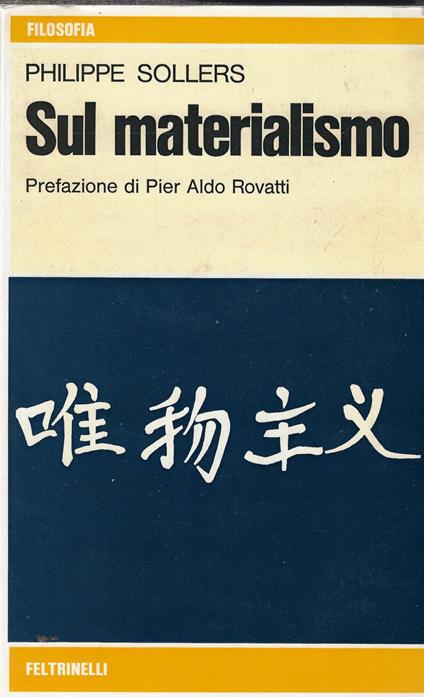 FILOSOFIA
PHILIPPE SOLLERS
Sul materialismo
Prefazione di Pier Aldo Rovatti
唯物主义
FELTRINELLI